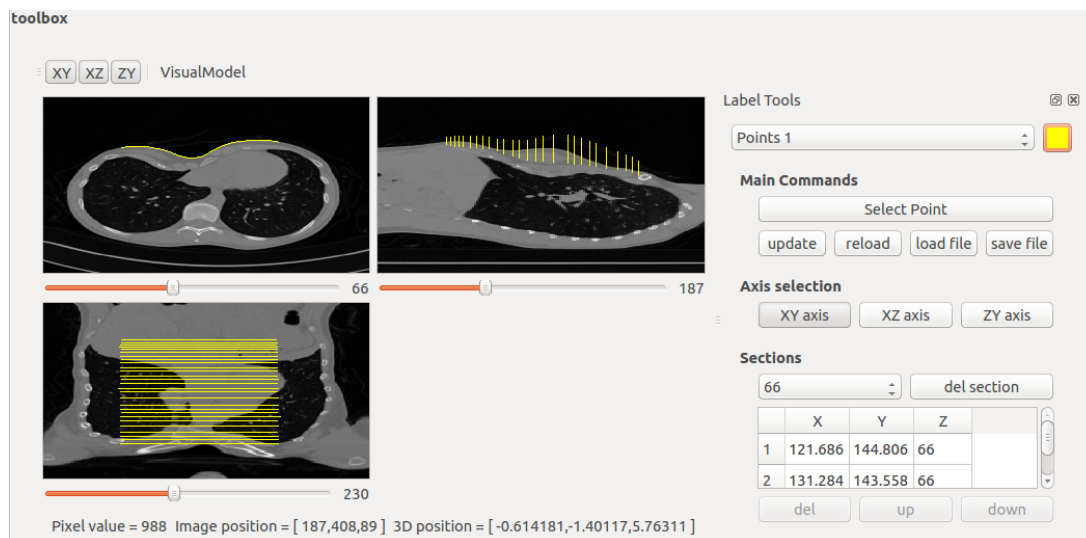 toolbox
XY XZ ZY VisualModel
Label Tools
Points 1
Main Commands
Select Point
update reload load file save file
66
187
Axis selection
XY axis XZ axis ZY axis
Sections
66 del section
X Y Z
1 121.686 144.806 66
2 131.284 143.558 66
230
del up down
Pixel value = 988 Image position = [ 187,408,89 ] 3D position = [ -0.614181,-1.40117,5.76311 ]